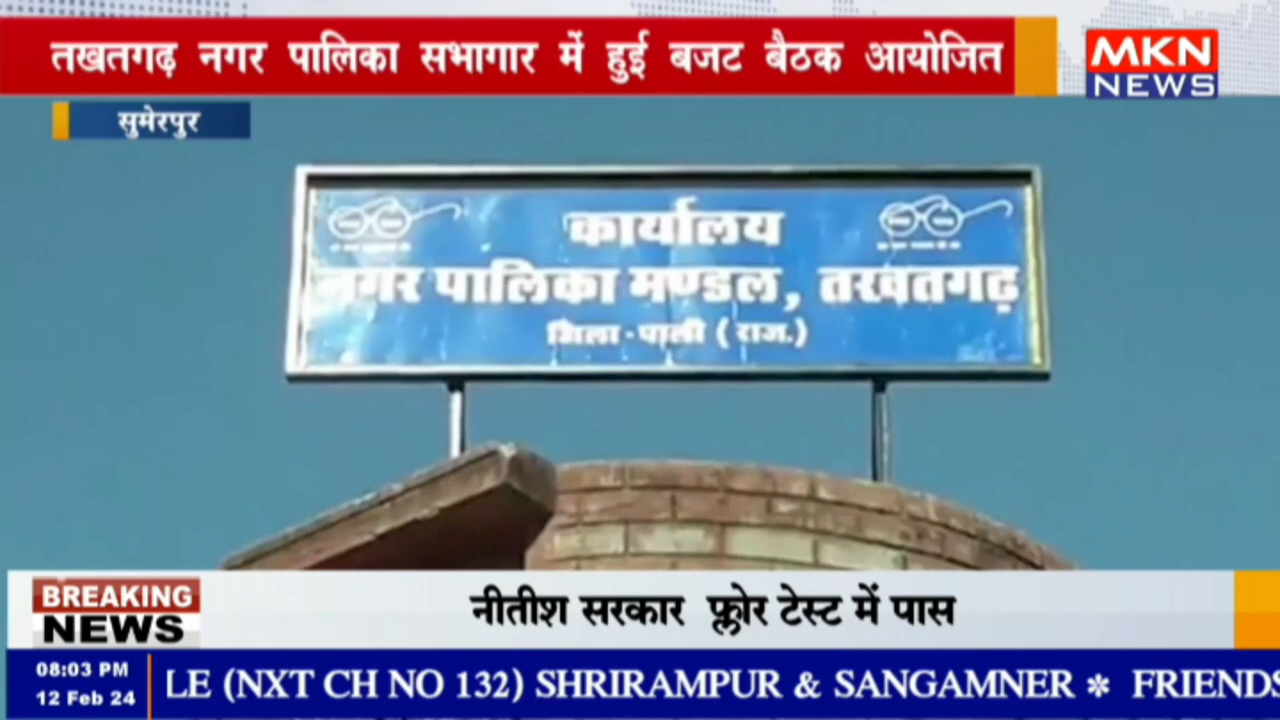 तखतगढ़ नगर पालिका सभागार में हुई बजट बैठक आयोजित
MKN
NEWS
सुमेरपुर
कार्यालय
नगर पालिका मण्डल, तखतगढ़
जिला-पाली (राज.)
BREAKING
NEWS
नीतीश सरकार फ्लोर टेस्ट में पास
08:03 PM
12 Feb 24
LE (NXT CH NO 132) SHRIRAMPUR & SANGAMNER * FRIENDS